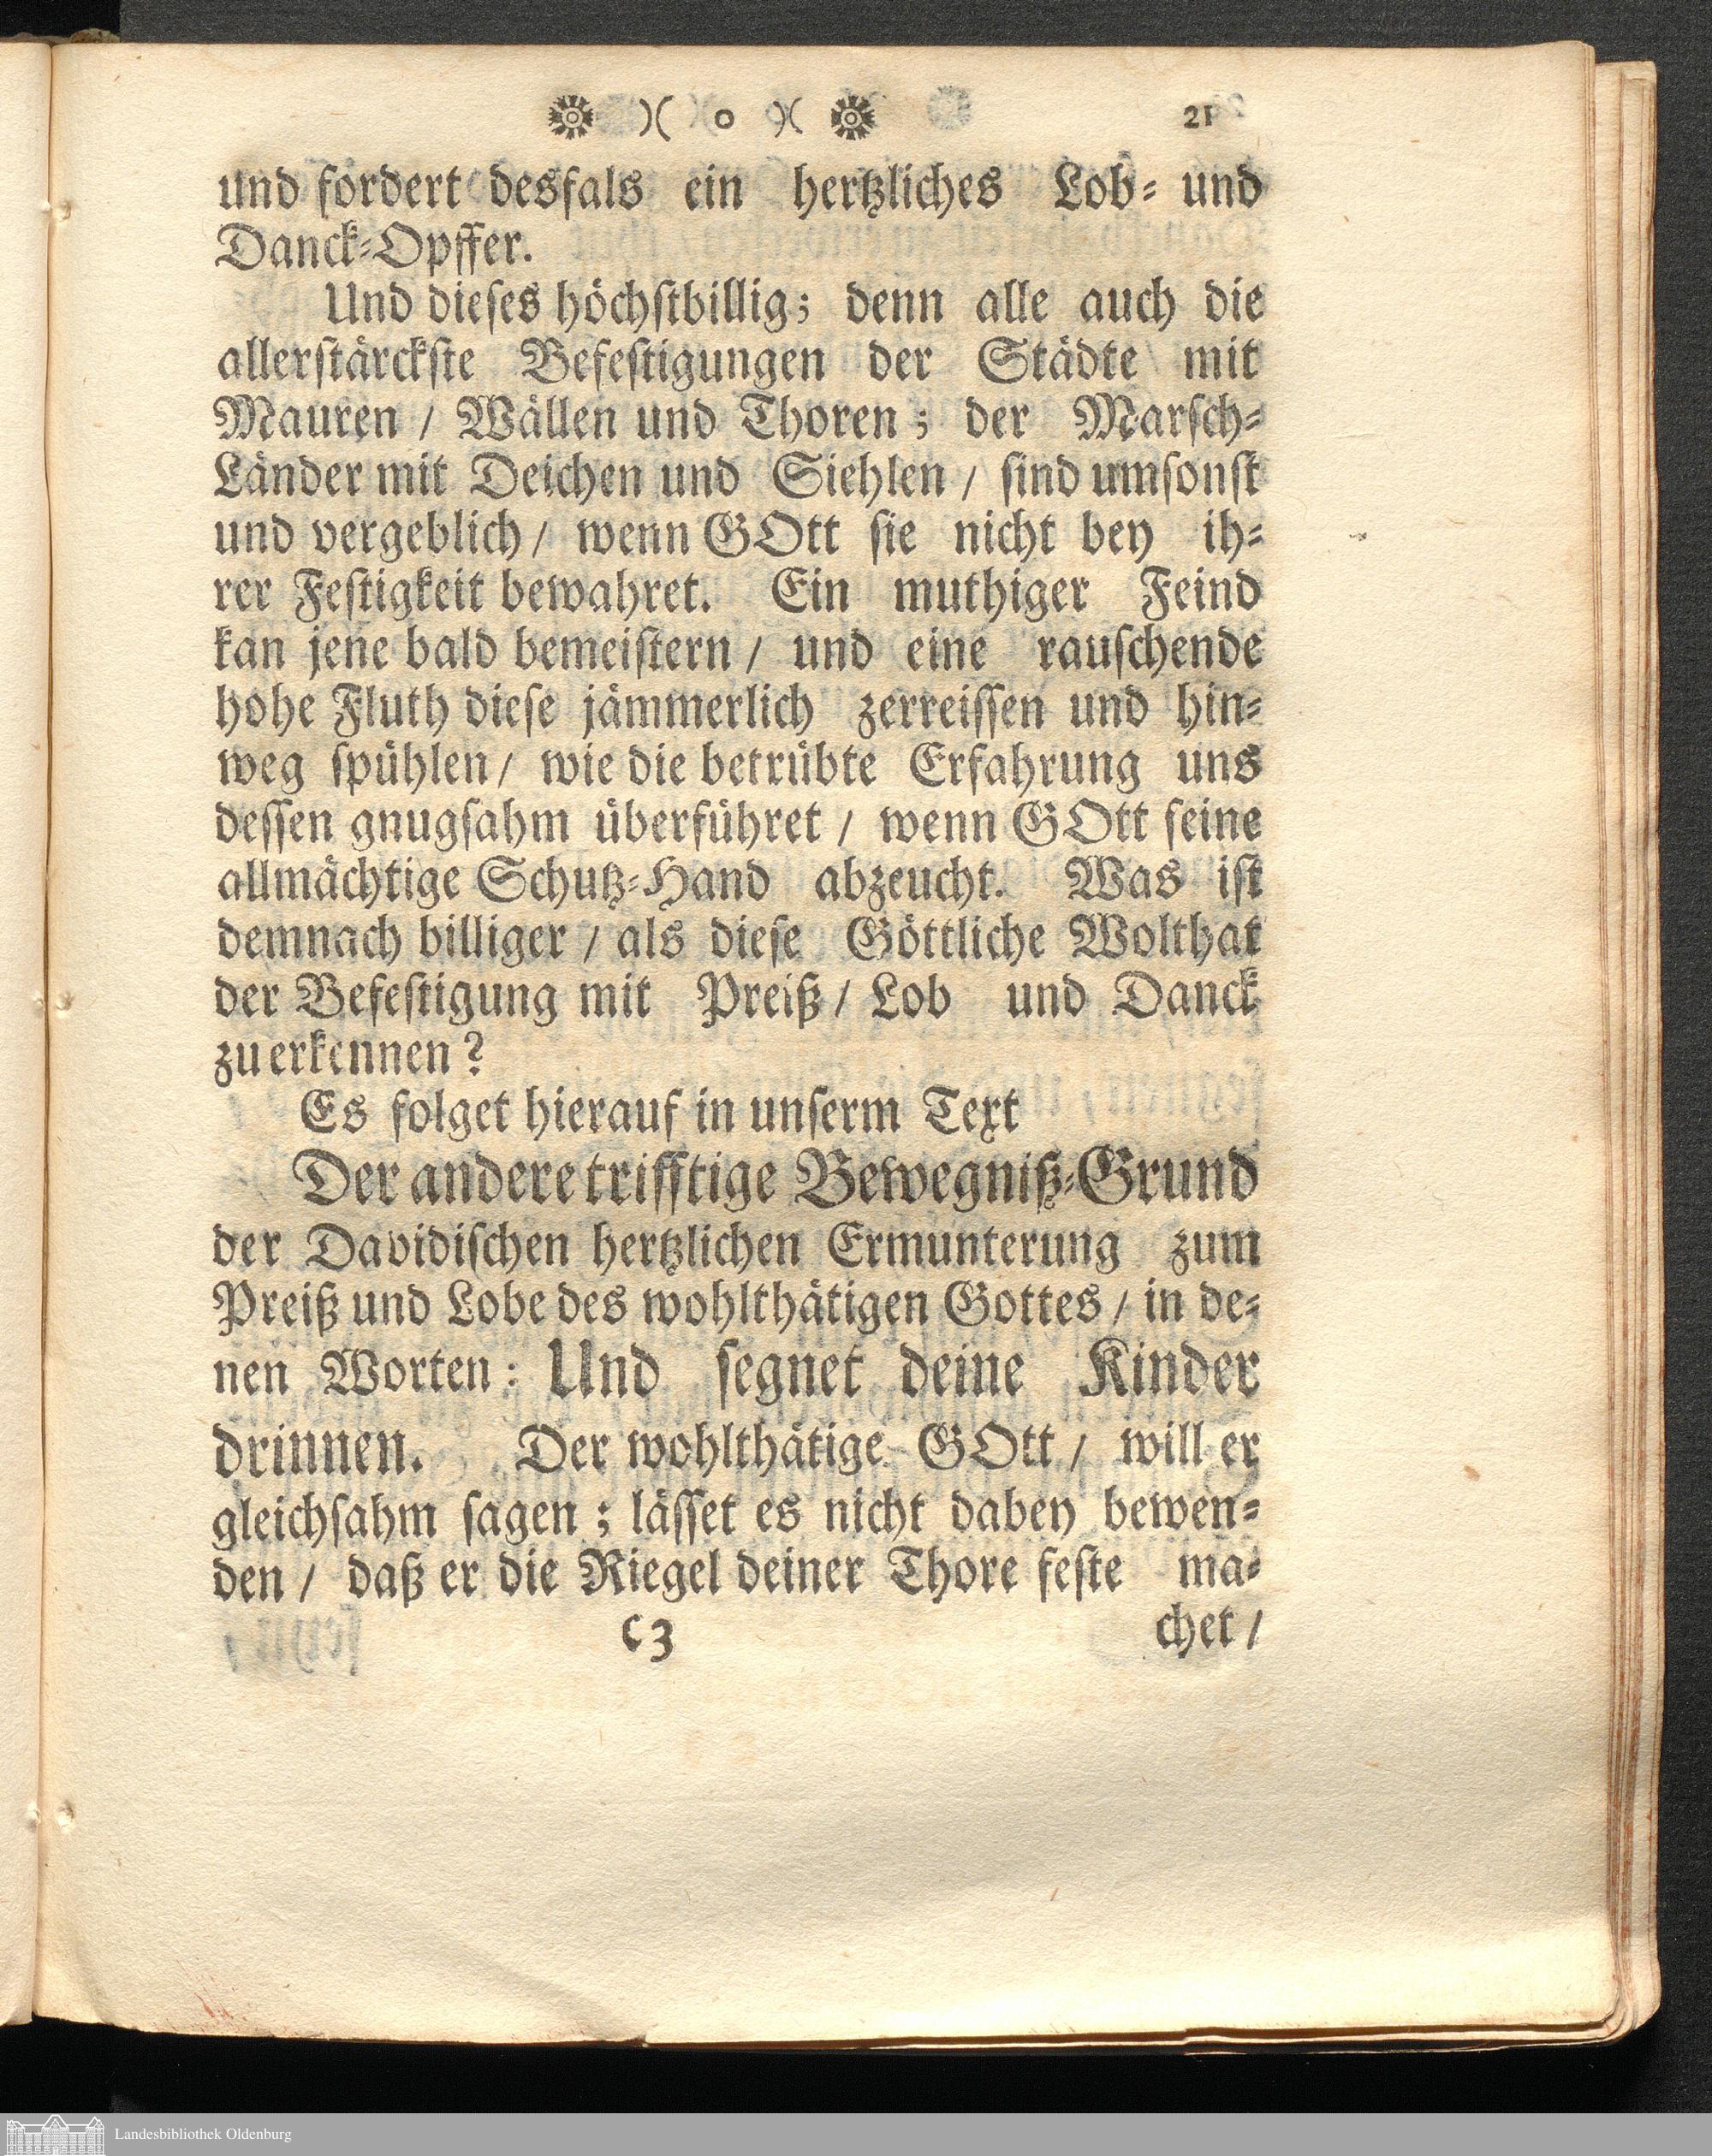 )( o )( 21
und fordert desfals ein hertzliches Lob- und
Danck-Opffer.
Und dieses höchstbillig; denn alle auch die
allerstärckste Befestigungen der Städte mit
Mauren / Wällen und Thoren; der Marsch-
Länder mit Deichen und Siehlen / sind umsonst
und vergeblich / wenn GOtt sie nicht bey ih-
rer Festigkeit bewahret. Ein muthiger Feind
kan jene bald bemeistern / und eine rauschende
hohe Fluth diese jämmerlich zerreissen und hin-
weg spühlen / wie die betrübte Erfahrung uns
dessen gnugsahm überführet / wenn GOtt seine
allmächtige Schutz-Hand abzeucht. Was ist
demnach billiger / als diese Göttliche Wolthat
der Befestigung mit Preiß / Lob und Danck
zu erkennen?
Es folget hierauf in unserm Text
Der andere trifftige Bewegniß-Grund
der Davidischen hertzlichen Ermunterung zum
Preiß und Lobe des wohlthätigen Gottes / in de-
nen Worten: Und segnet deine Kinder
drinnen. Der wohlthätige GOtt / will er
gleichsahm sagen; lässet es nicht dabey bewen-
den / daß er die Riegel deiner Thore feste ma-
C 3 chet /
Landesbibliothek Oldenburg